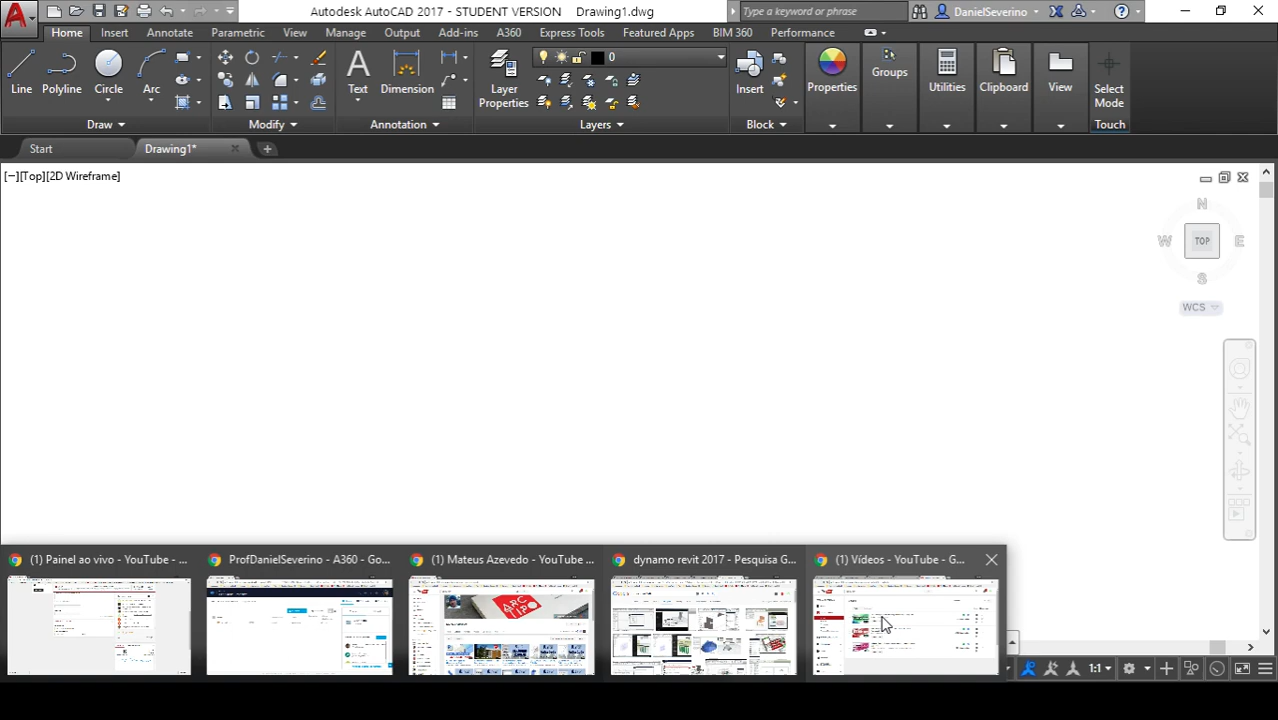 Autodesk AutoCAD 2017 - STUDENT VERSION Drawing1.dwg
Type a keyword or phrase
DanielSeverino
Home Insert Annotate Parametric View Manage Output Add-ins A360 Express Tools Featured Apps BIM 360 Performance
Line Polyline Circle Arc
Text Dimension
Layer Properties
0
Insert
Properties Groups Utilities Clipboard View
Select Mode
Draw Modify Annotation Layers Block Touch
Start Drawing1*
[−][Top][2D Wireframe]
N
W TOP E
S
WCS
(1) Painel ao vivo - YouTube - ...
ProfDanielSeverino - A360 - Go...
(1) Mateus Azevedo - YouTube ...
dynamo revit 2017 - Pesquisa G...
(1) Vídeos - YouTube - G...
1:1